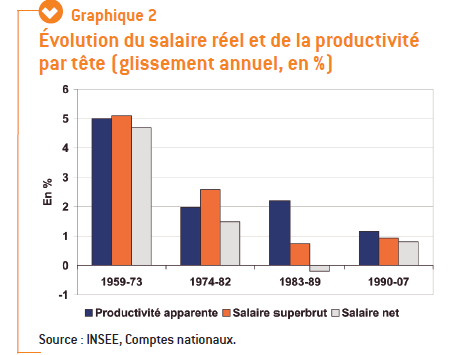 Graphique 2
Évolution du salaire réel et de la productivité
par tête (glissement annuel, en %)
6
5
4
3
2
1
0
-1
En %
1959-73 1974-82 1983-89 1990-07
Productivité apparente Salaire superbrut Salaire net
Source : INSEE, Comptes nationaux.